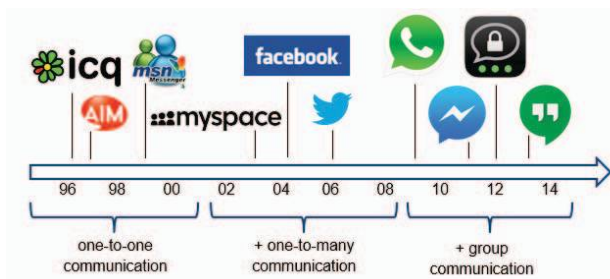 icq
msn
Messenger
facebook.
AIM
myspace
96 98 00 02 04 06 08 10 12 14
one-to-one
communication
+ one-to-many
communication
+ group
communication